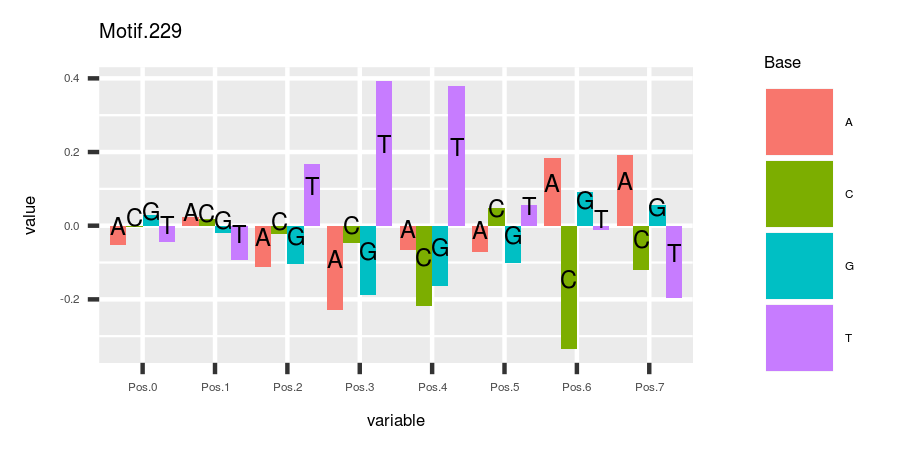 Motif.229
Base
0.4
0.2
0.0
-0.2
value
A C G T A C G T A C G T A C G T A C G T A C G T A C G T A C G T
Pos.0 Pos.1 Pos.2 Pos.3 Pos.4 Pos.5 Pos.6 Pos.7
variable
A
C
G
T